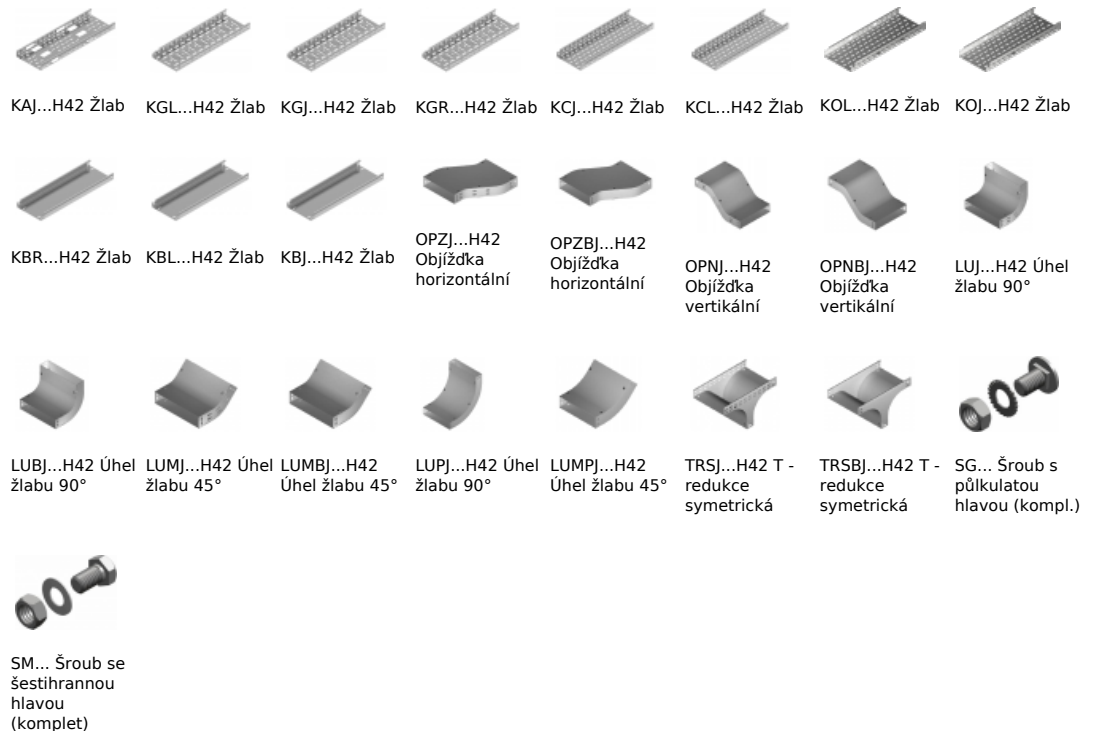 KAJ...H42 Žlab
KGL...H42 Žlab
KGJ...H42 Žlab
KGR...H42 Žlab
KCJ...H42 Žlab
KCL...H42 Žlab
KOL...H42 Žlab
KOJ...H42 Žlab
KBR...H42 Žlab
KBL...H42 Žlab
KBJ...H42 Žlab
OPZJ...H42
Objížďka
horizontální
OPZBJ...H42
Objížďka
horizontální
OPNJ...H42
Objížďka
vertikální
OPNBJ...H42
Objížďka
vertikální
LUJ...H42 Úhel
žlabu 90°
LUBJ...H42 Úhel
žlabu 90°
LUMJ...H42 Úhel
žlabu 45°
LUMBJ...H42
Úhel žlabu 45°
LUPJ...H42 Úhel
žlabu 90°
LUMPJ...H42
Úhel žlabu 45°
TRSJ...H42 T -
redukce
symetrická
TRSBJ...H42 T -
redukce
symetrická
SG... Šroub s
půlkulatou
hlavou (kompl.)
SM... Šroub se
šestihrannou
hlavou
(komplet)